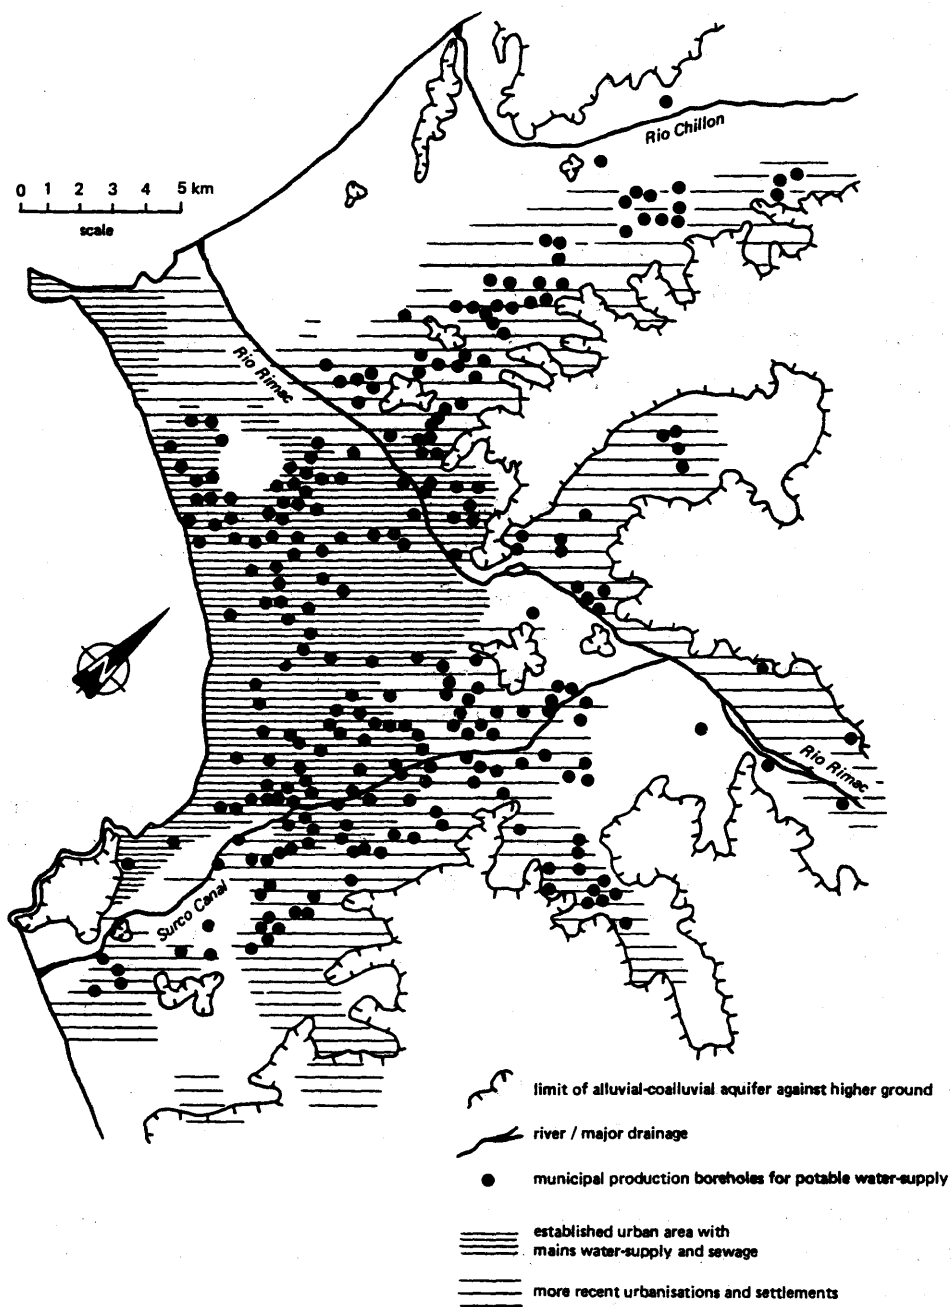 Rio Chillon
0 1 2 3 4 5 km
scale
Rio Rimac
N
Rio Rimac
Surco Canal
limit of alluvial-coalluvial aquifer against higher ground
river / major drainage
municipal production boreholes for potable water-supply
established urban area with
mains water-supply and sewage
more recent urbanisations and settlements